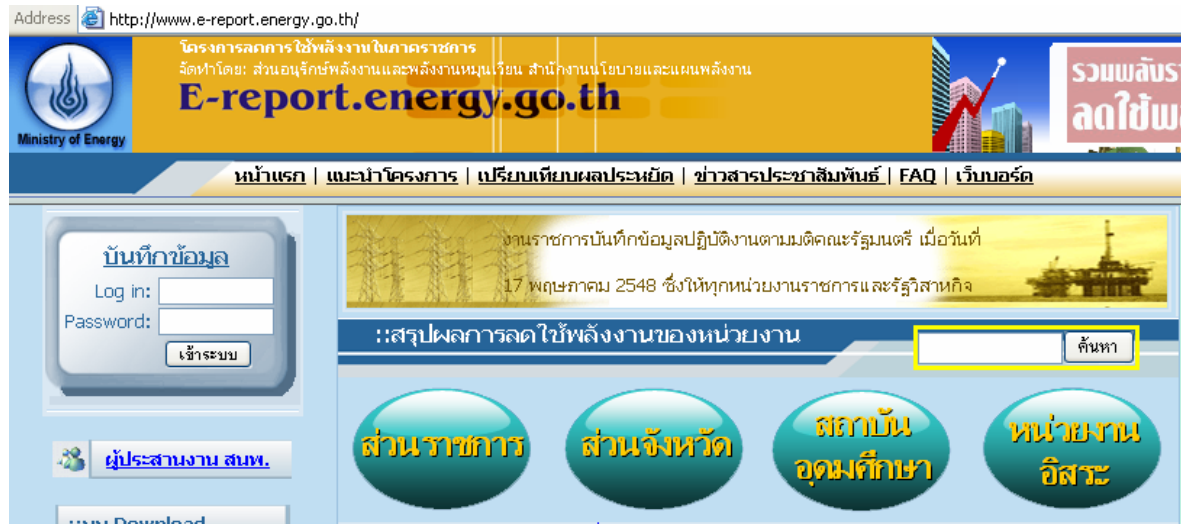 Address http://www.e-report.energy.go.th/
โครงการลดการใช้พลังงานในภาคราชการ
จัดทำโดย: ส่วนอนุรักษ์พลังงานและพลังงานหมุนเวียน สำนักงานนโยบายและแผนพลังงาน
E-report.energy.go.th
Ministry of Energy
รวมพลัง
ลดใช้
หน้าแรก | แนะนำโครงการ | เปรียบเทียบผลประหยัด | ข่าวสารประชาสัมพันธ์ | FAQ | เว็บบอร์ด
บันทึกข้อมูล
Log in:
Password:
เข้าระบบ
ผู้ประสานงาน สนพ.
Download
งานราชการบันทึกข้อมูลปฏิบัติงานตามมติคณะรัฐมนตรี เมื่อวันที่
17 พฤษภาคม 2548 ซึ่งให้ทุกหน่วยงานราชการและรัฐวิสาหกิจ
::สรุปผลการลดใช้พลังงานของหน่วยงาน
ค้นหา
ส่วนราชการ
ส่วนจังหวัด
สถาบัน
อุดมศึกษา
หน่วยงาน
อิสระ